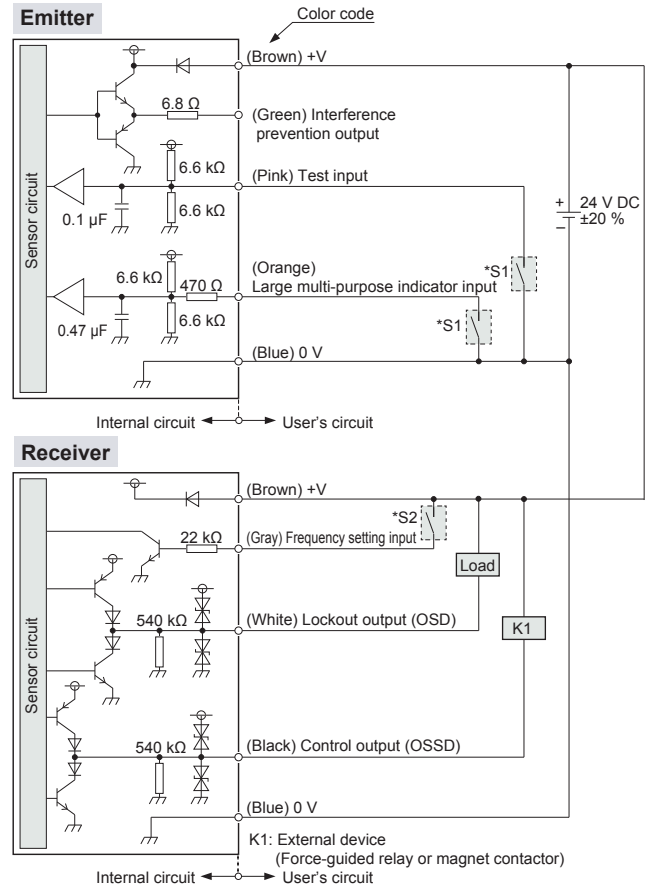 Emitter
Color code
(Brown) +V
6.8 Ω
(Green) Interference
prevention output
6.6 kΩ
(Pink) Test input
6.6 kΩ
0.1 µF
Sensor circuit
+ 24 V DC
±20 %
−
*S1
(Orange)
Large multi-purpose indicator input
6.6 kΩ
470 Ω
6.6 kΩ
*S1
0.47 µF
(Blue) 0 V
Internal circuit
User's circuit
Receiver
(Brown) +V
*S2
22 kΩ
(Gray) Frequency setting input
Load
540 kΩ
(White) Lockout output (OSD)
K1
Sensor circuit
540 kΩ
(Black) Control output (OSSD)
(Blue) 0 V
K1: External device
(Force-guided relay or magnet contactor)
Internal circuit
User's circuit